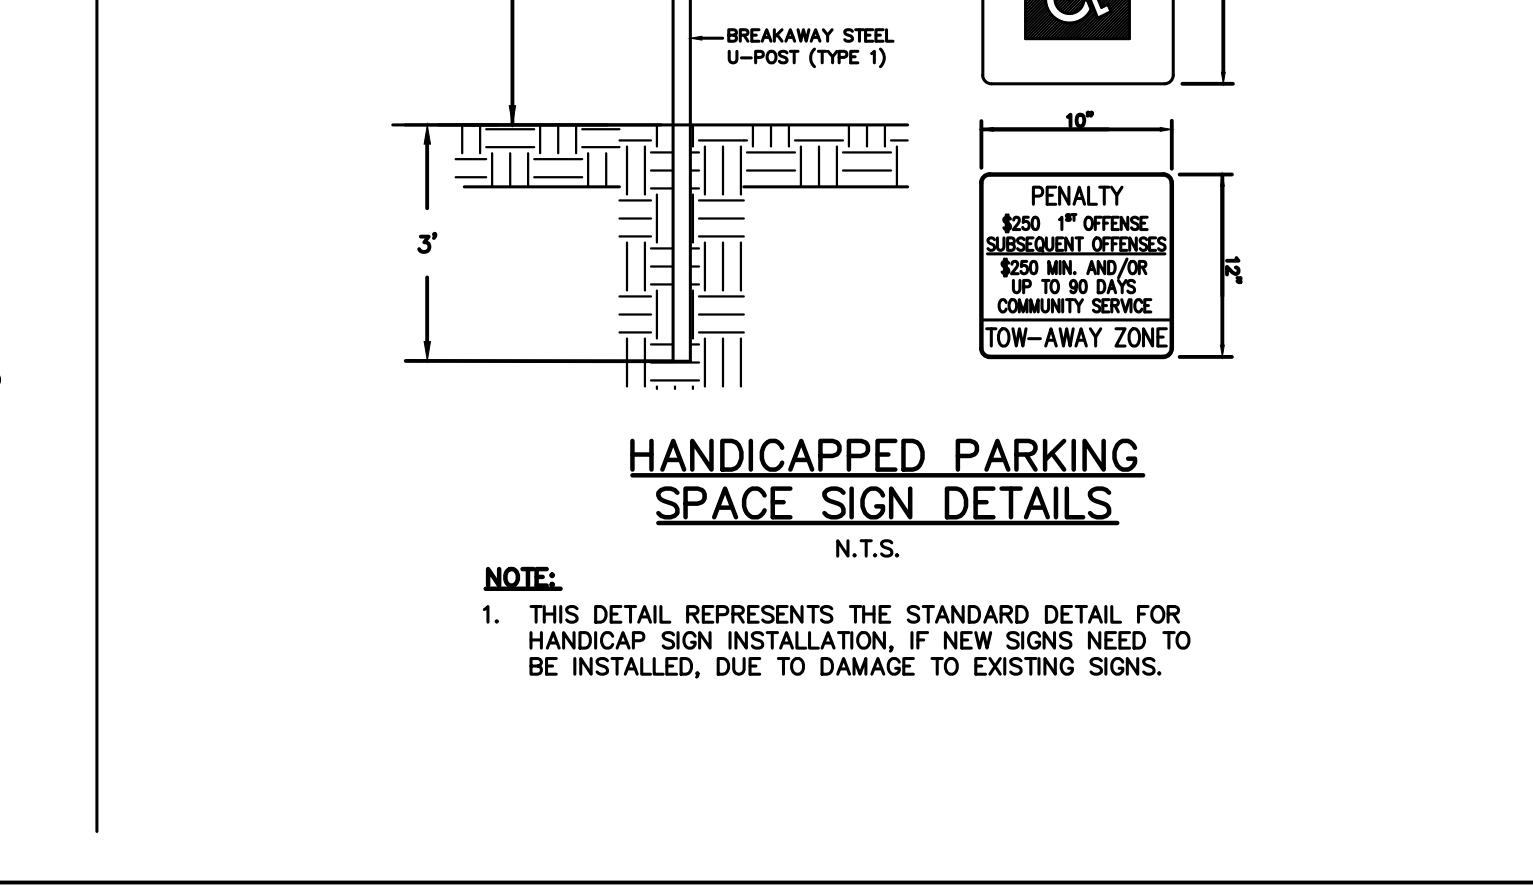 BREAKAWAY STEEL
U-POST (TYPE 1)
10"
3'
PENALTY
$250 1ST OFFENSE
SUBSEQUENT OFFENSES
$250 MIN. AND/OR
UP TO 90 DAYS
COMMUNITY SERVICE
TOW-AWAY ZONE
12"
HANDICAPPED PARKING
SPACE SIGN DETAILS
N.T.S.
NOTE:
1. THIS DETAIL REPRESENTS THE STANDARD DETAIL FOR
HANDICAP SIGN INSTALLATION, IF NEW SIGNS NEED TO
BE INSTALLED, DUE TO DAMAGE TO EXISTING SIGNS.